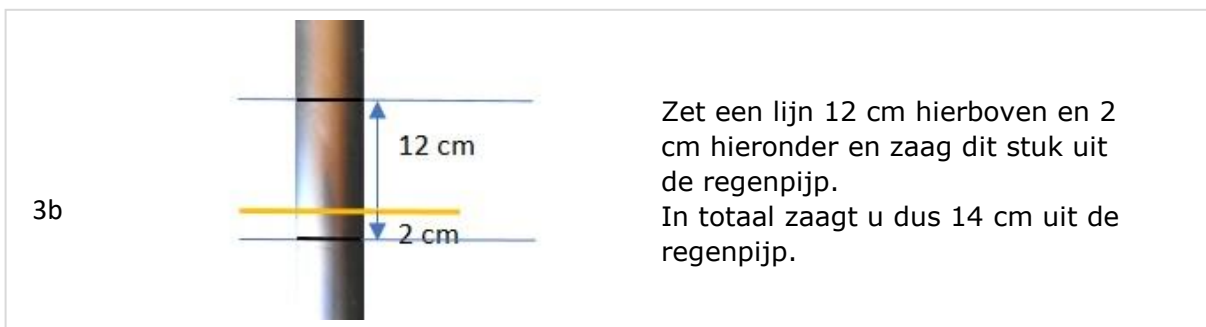 12 cm
2 cm
3b
Zet een lijn 12 cm hierboven en 2
cm hieronder en zaag dit stuk uit
de regenpijp.
In totaal zaagt u dus 14 cm uit de
regenpijp.